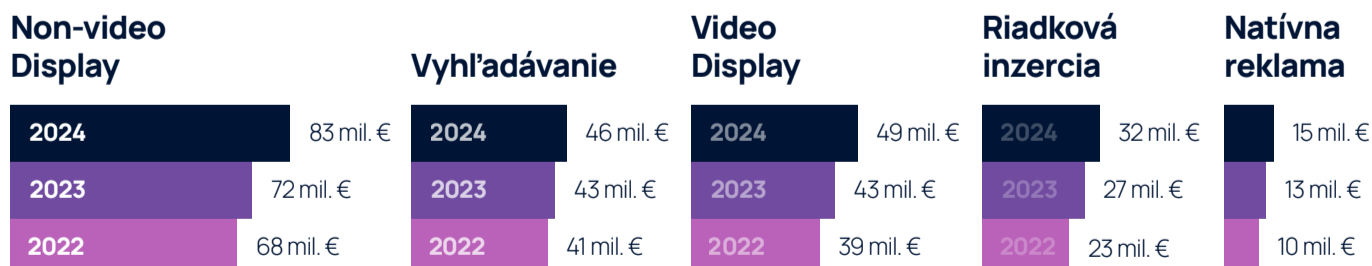 Non-video
Display
2024
83 mil. €
2023
72 mil. €
2022
68 mil. €
Vyhľadávanie
2024
46 mil. €
2023
43 mil. €
2022
41 mil. €
Video
Display
2024
49 mil. €
2023
43 mil. €
2022
39 mil. €
Riadková
inzercia
2024
32 mil. €
2023
27 mil. €
2022
23 mil. €
Natívna
reklama
15 mil. €
13 mil. €
10 mil. €